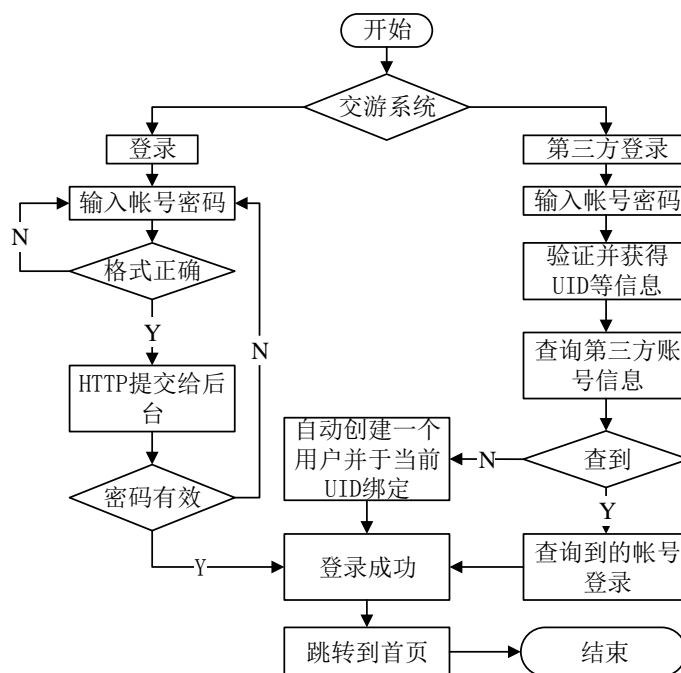 开始
交游系统
登录
第三方登录
输入帐号密码
输入帐号密码
N
格式正确
验证并获得
UID等信息
Y
N
HTTP提交给后
台
查询第三方账
号信息
自动创建一个
用户并于当前
UID绑定
N
查到
密码有效
Y
Y
登录成功
查询到的帐号
登录
跳转到首页
结束